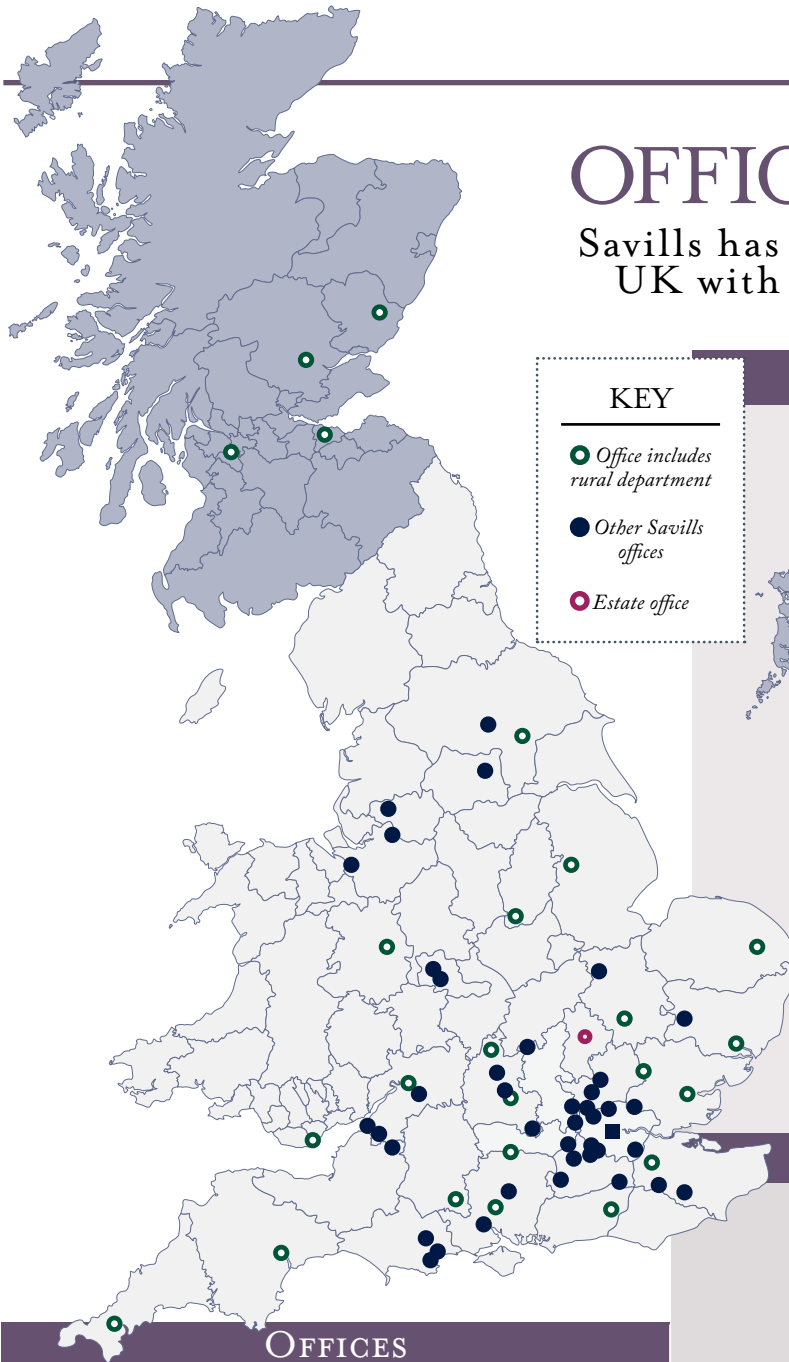 OFFIC
Savills has
UK with
KEY
Office includes
rural department
Other Savills
offices
Estate office
OFFICES